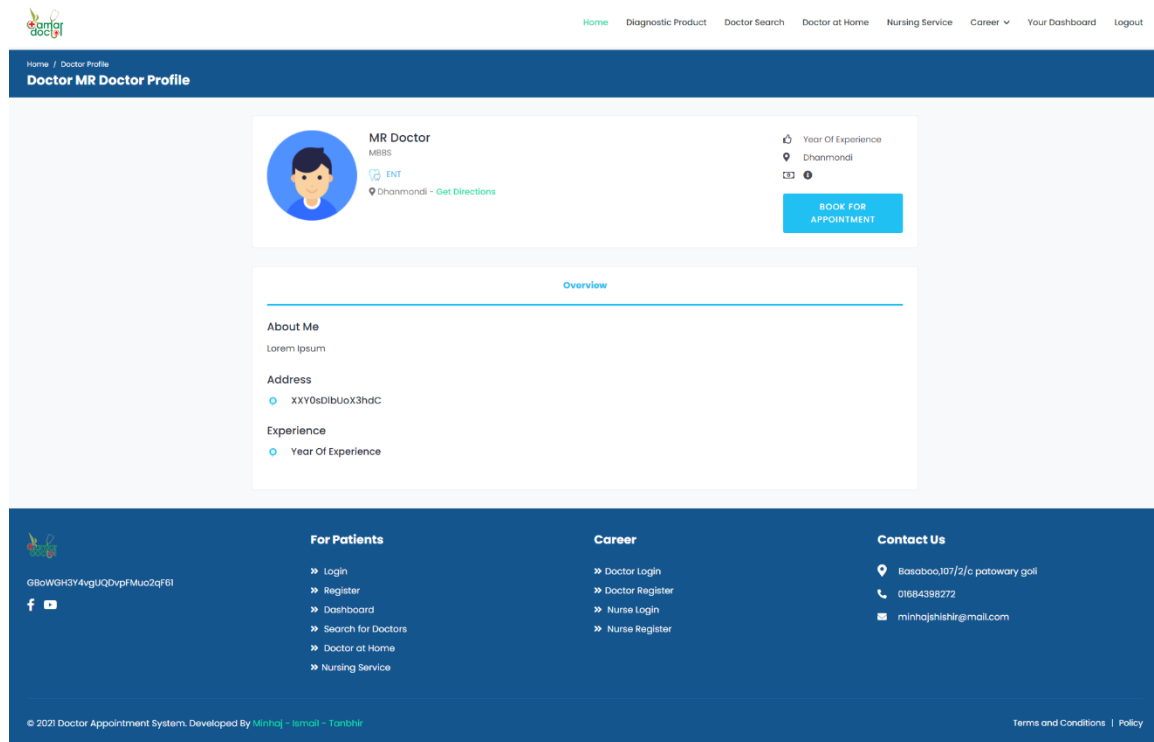 amar
doctor
Home
Diagnostic Product
Doctor Search
Doctor at Home
Nursing Service
Career
Your Dashboard
Logout
Home / Doctor Profile
Doctor MR Doctor Profile
MR Doctor
MBBS
ENT
Dhanmondi - Get Directions
Year Of Experience
Dhanmondi
BOOK FOR
APPOINTMENT
Overview
About Me
Lorem Ipsum
Address
XXY0sDlbUoX3hdC
Experience
Year Of Experience
amar
doctor
GBoWGH3Y4vgUQDvpFMuo2qF61
For Patients
» Login
» Register
» Dashboard
» Search for Doctors
» Doctor at Home
» Nursing Service
Career
» Doctor Login
» Doctor Register
» Nurse Login
» Nurse Register
Contact Us
Basaboo,107/2/c patowary goli
01684398272
minhajshishir@mail.com
© 2021 Doctor Appointment System. Developed By Minhaj - Ismail - Tanbhir
Terms and Conditions | Policy